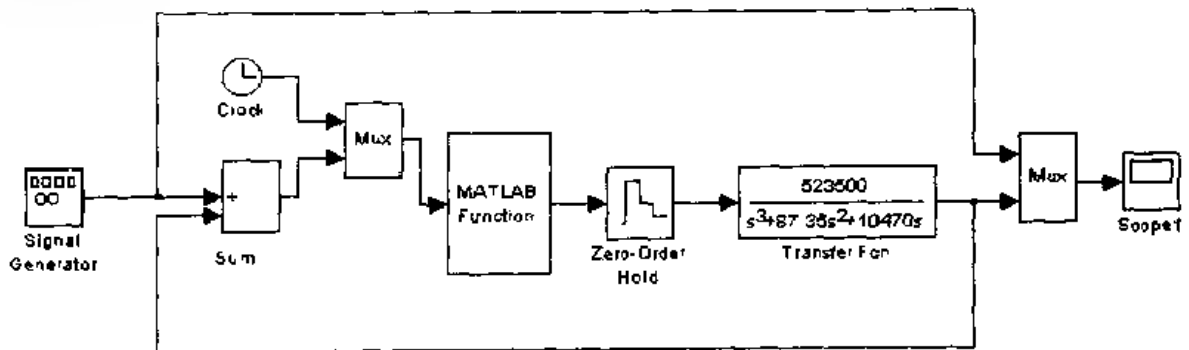 Clock
Mux
MATLAB
Function
523500
s³+87.35s²+10470s
Mux
Signal
Generator
+
Sum
Zero-Order
Hold
Transfer Fcn
Scope1